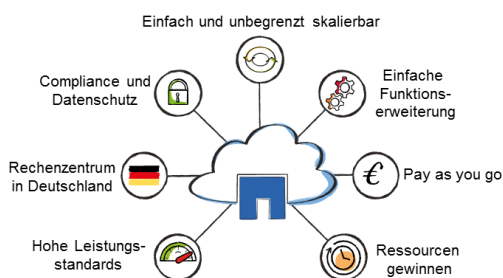 Einfach und unbegrenzt skalierbar
Compliance und
Datenschutz
Einfache
Funktions-
erweiterung
Rechenzentrum
in Deutschland
€
Pay as you go
Hohe Leistungs-
standards
Ressourcen
gewinnen